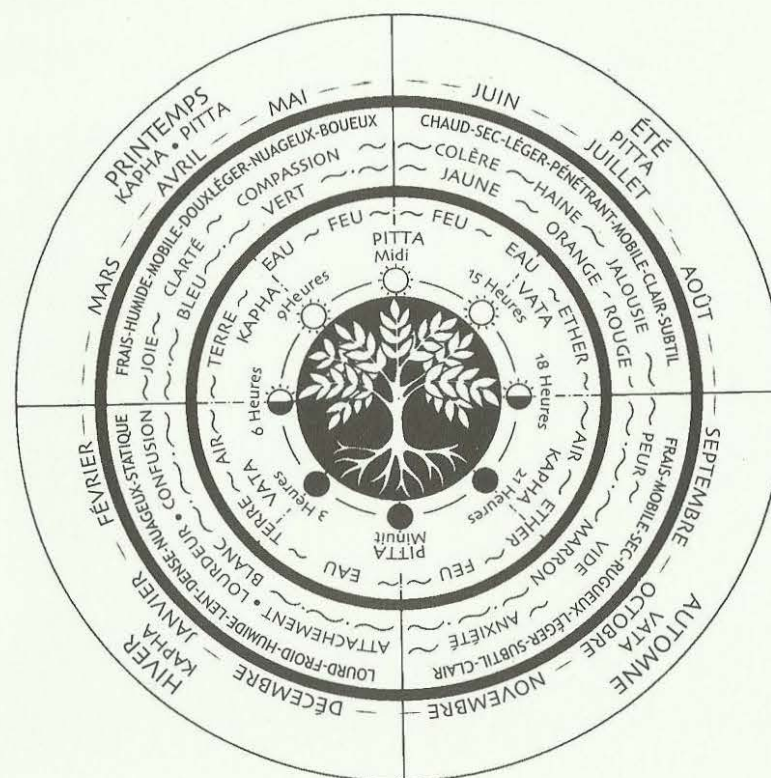 PRINTEMPS
KAPHA • PITTA
MARS — AVRIL — MAI
FRAIS-HUMIDE-MOBILE-DOUXLÉGER-NUAGEUX-BOUEUX
JOIE ~ CLARTÉ ~ COMPASSION
BLEU VERT
ÉTÉ
PITTA
JUIN — JUILLET — AOÛT
CHAUD-SEC-LÉGER-PÉNÉTRANT-MOBILE-CLAIR-SUBTIL
COLÈRE ~ HAINE ~ JALOUSIE
JAUNE ~ ORANGE ~ ROUGE
AUTOMNE
VATA
SEPTEMBRE — OCTOBRE — NOVEMBRE
FRAIS-MOBILE-SEC-RUGUEUX-LÉGER-SUBTIL-CLAIR
PEUR ~ VIDE ~ ANXIÉTÉ
MARRON
HIVER
KAPHA
DÉCEMBRE — JANVIER — FÉVRIER
LOURD-FROID-HUMIDE-LENT-DENSE-NUAGEUX-STATIQUE
ATTACHEMENT • LOURDEUR • CONFUSION
BLANC
TERRE ~ EAU ~ FEU ~ FEU ~ EAU ~ ETHER ~ AIR ~ ETHER ~ FEU ~ EAU ~ TERRE ~ AIR
KAPHA
PITTA
VATA
KAPHA
PITTA
VATA
6 Heures
9Heures
Midi
15 Heures
18 Heures
21 Heures
Minuit
3 Heures